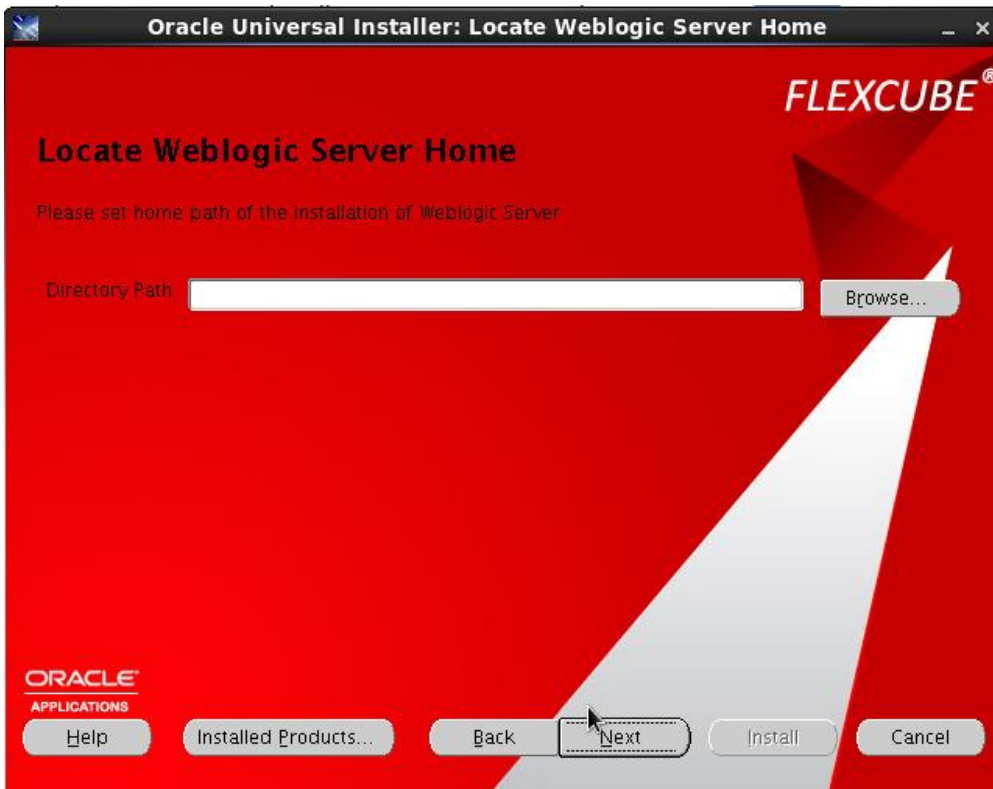 Oracle Universal Installer: Locate Weblogic Server Home
FLEXCUBE®
Locate Weblogic Server Home
Please set home path of the installation of Weblogic Server
Directory Path
Browse...
ORACLE®
APPLICATIONS
Help
Installed Products...
Back
Next
Install
Cancel